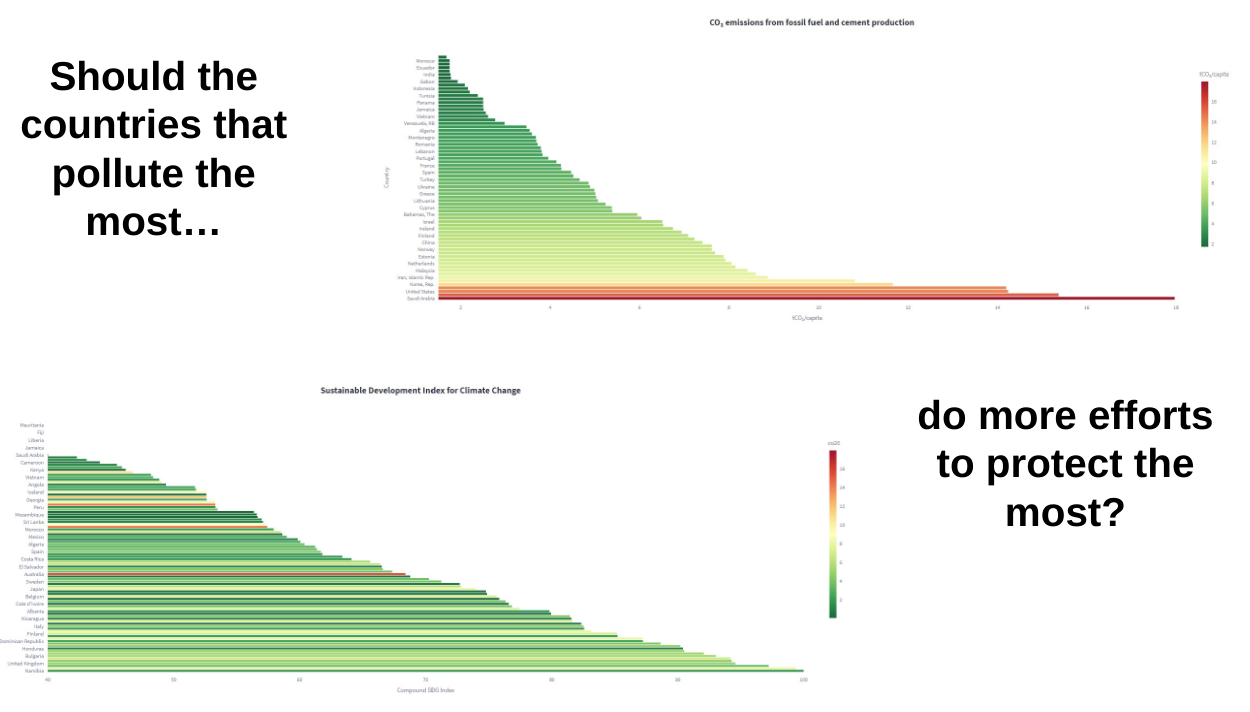 Should the
countries that
pollute the
most…
CO₂ emissions from fossil fuel and cement production
Morocco
Ecuador
India
Gabon
Indonesia
Tunisia
Panama
Jamaica
Vietnam
Venezuela, RB
Algeria
Montenegro
Romania
Lebanon
Portugal
France
Spain
Turkey
Ukraine
Greece
Lithuania
Cyprus
Bahamas, The
Israel
Ireland
Finland
China
Norway
Estonia
Netherlands
Malaysia
Iran, Islamic Rep.
Korea, Rep.
United States
Saudi Arabia
Country
2 4 6 8 10 12 14 16 18
tCO₂/capita
tCO₂/capita
16
14
12
10
8
6
4
2
Sustainable Development Index for Climate Change
Mauritania
Fiji
Liberia
Jamaica
Saudi Arabia
Cameroon
Kenya
Vietnam
Angola
Iceland
Georgia
Peru
Mozambique
Sri Lanka
Morocco
Mexico
Algeria
Spain
Costa Rica
El Salvador
Australia
Sweden
Japan
Belgium
Cote d'Ivoire
Albania
Nicaragua
Italy
Finland
Dominican Republic
Honduras
Bulgaria
United Kingdom
Namibia
40 50 60 70 80 90 100
Compound SDG Index
16
14
12
10
8
6
4
2
do more efforts
to protect the
most?